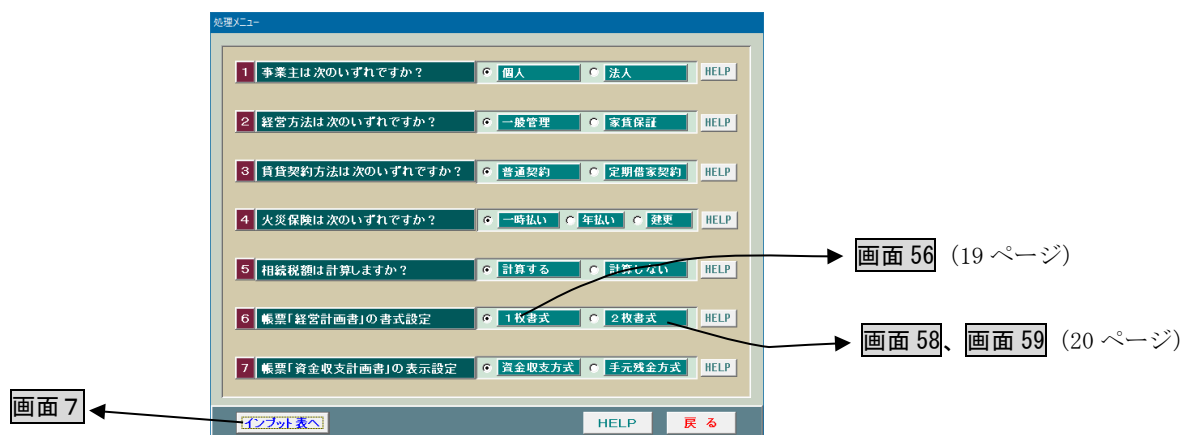 処理メニュー
1 事業主は次のいずれですか？ 個人 法人 HELP
2 経営方法は次のいずれですか？ 一般管理 家賃保証 HELP
3 賃貸契約方法は次のいずれですか？ 普通契約 定期借家契約 HELP
4 火災保険は次のいずれですか？ 一時払い 年払い 建更 HELP
5 相続税額は計算しますか？ 計算する 計算しない HELP
画面 56 （19 ページ）
6 帳票「経営計画書」の書式設定 1枚書式 2枚書式 HELP
画面 58、画面 59 （20 ページ）
7 帳票「資金収支計画書」の表示設定 資金収支方式 手元残金方式 HELP
画面７
インプット表へ HELP 戻る